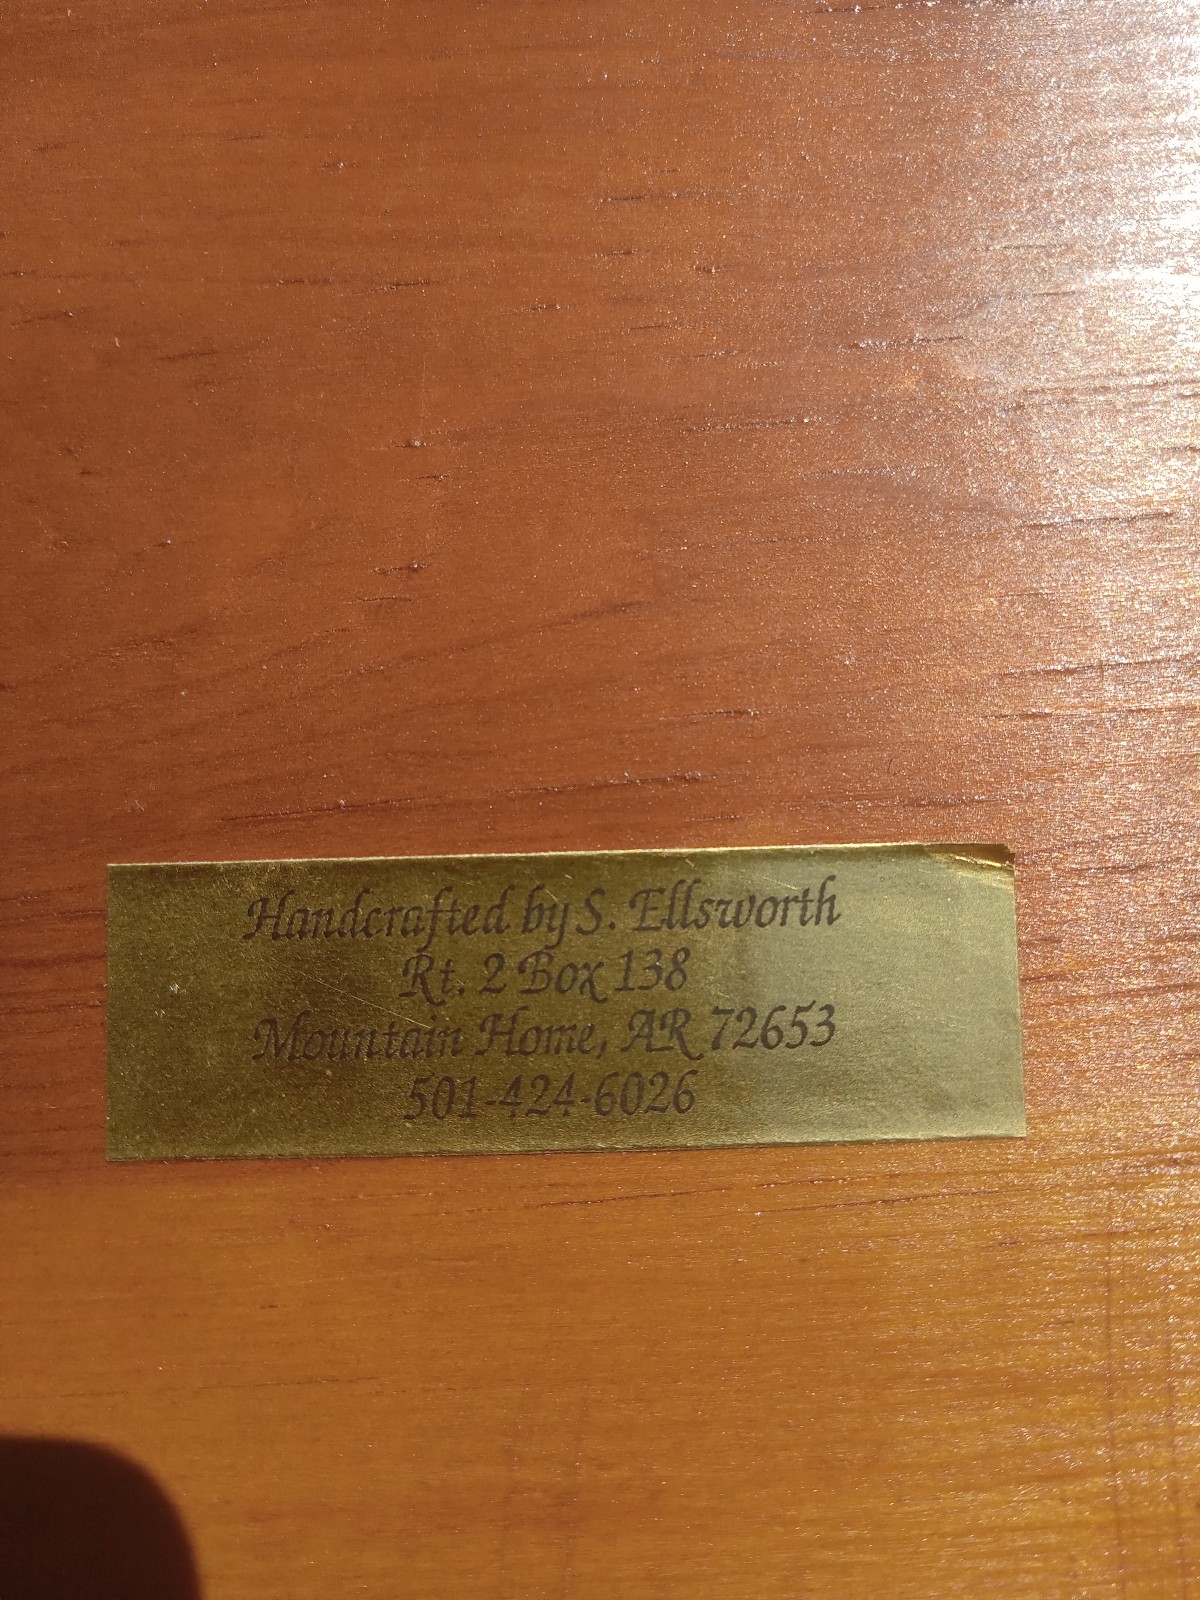 Handcrafted by S. Ellsworth
Rt. 2 Box 138
Mountain Home, AR 72653
501-424-6026